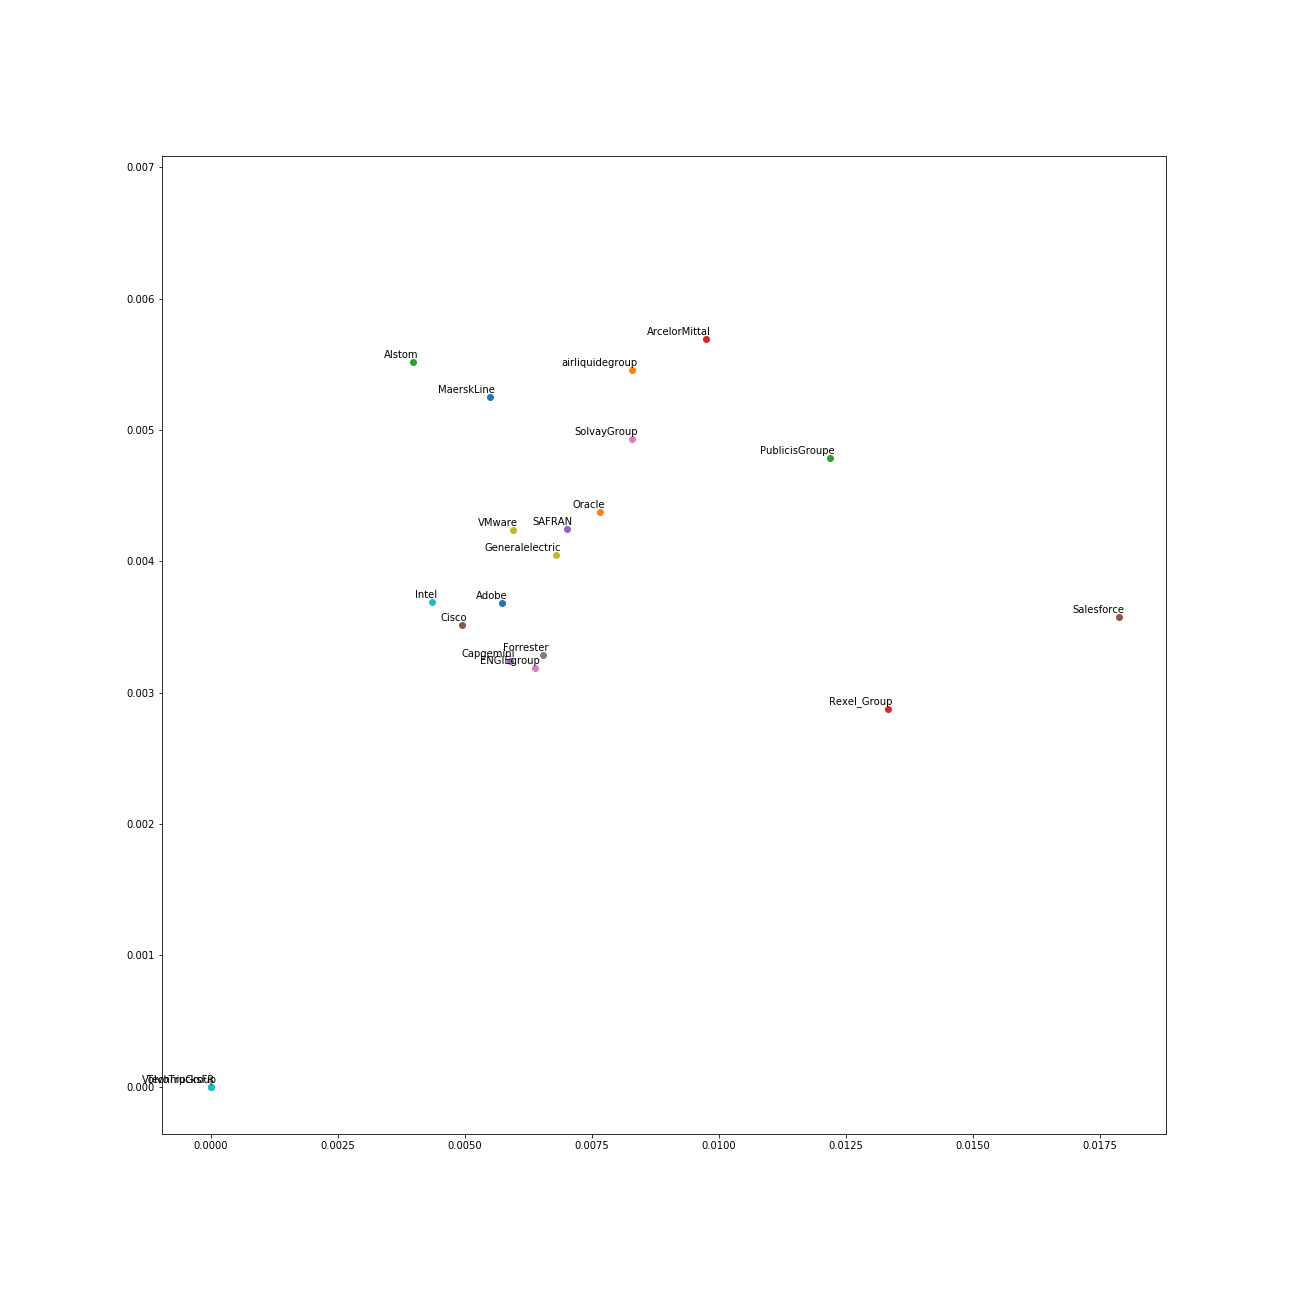 0.007
0.006
ArcelorMittal
Alstom
airliquidegroup
MaerskLine
SolvayGroup
0.005
PublicisGroupe
Oracle
VMware
SAFRAN
Generalelectric
0.004
Intel
Adobe
Cisco
Salesforce
Forrester
Capgemini
ENGIEgroup
0.003
Rexel_Group
0.002
0.001
0.000
0.0000 0.0025 0.0050 0.0075 0.0100 0.0125 0.0150 0.0175